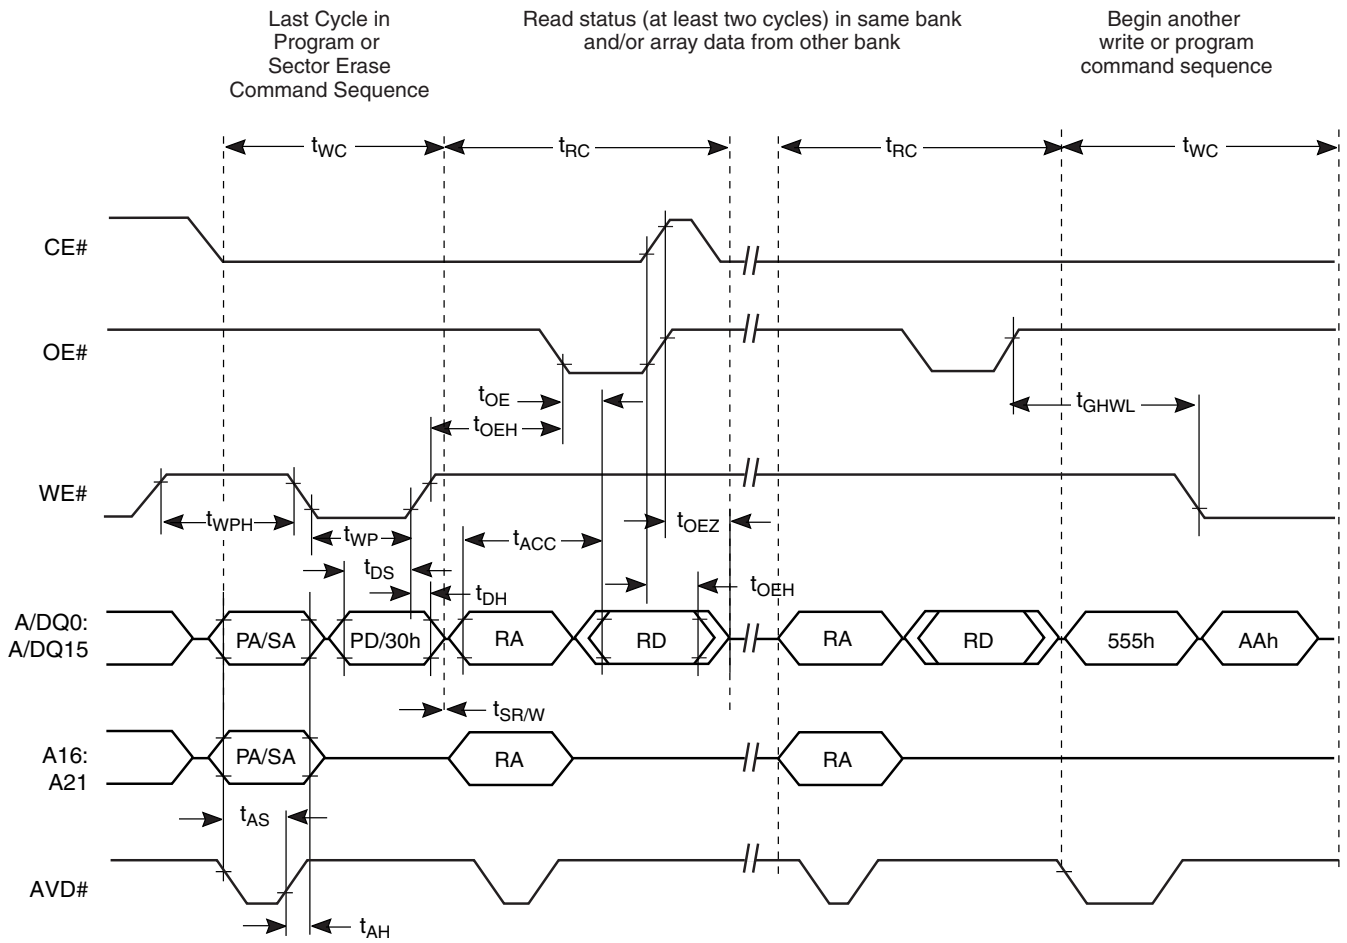 Last Cycle in
Program or
Sector Erase
Command Sequence
Read status (at least two cycles) in same bank
and/or array data from other bank
Begin another
write or program
command sequence
tWC
tRC
tRC
tWC
CE#
OE#
tOE
tOEH
tGHWL
WE#
tWPH
tWP
tACC
tOEZ
tDS
tDH
tOEH
A/DQ0:
A/DQ15
PA/SA
PD/30h
RA
RD
RA
RD
555h
AAh
tSR/W
A16:
A21
PA/SA
RA
RA
tAS
AVD#
tAH